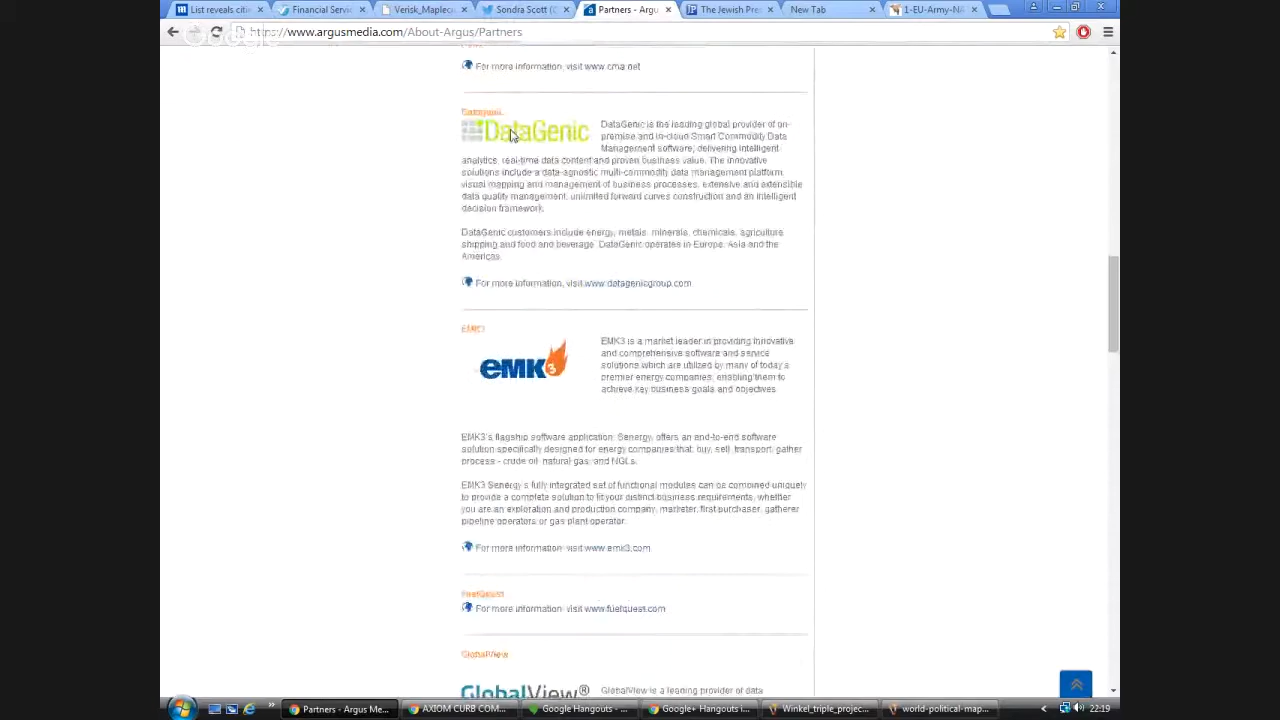 List reveals citi
Financial Servic
Verisk_Maplec
Sondra Scott (
Partners - Argu
The Jewish Pres
New Tab
1-EU-Army-NA
https://www.argusmedia.com/About-Argus/Partners
Google
For more information, visit www.cma.net
DataGenic
DataGenic is the leading global provider of on-
premise and in-cloud Smart Commodity Data
Management software; delivering intelligent
analytics, real-time data content and proven business value. The innovative
solutions include a data-agnostic multi-commodity data management platform,
visual mapping and management of business processes, extensive and extensible
data quality management, unlimited forward curves construction and an intelligent
decision framework.
DataGenic customers include energy, metals, minerals, chemicals, agriculture
shipping and food and beverage. DataGenic operates in Europe, Asia and the
Americas.
For more information, visit www.datagenicgroup.com
EMK3
EMK3 is a market leader in providing innovative
emk3
and comprehensive software and service
solutions which are utilized by many of today's
premier energy companies, enabling them to
achieve key business goals and objectives
EMK3's flagship software application, Senergy, offers an end-to-end software
solution specifically designed for energy companies that: buy, sell, transport, gather
process - crude oil, natural gas, and NGLs.
EMK3 Senergy's fully integrated set of functional modules can be combined uniquely
to provide a complete solution to fit your distinct business requirements, whether
you are an exploration and production company, marketer, first purchaser, gatherer
pipeline operators or gas plant operator.
For more information, visit www.emk3.com
FuelQuest
For more information, visit www.fuelquest.com
GlobalView
GlobalView®
GlobalView is a leading provider of data
Partners - Argus Me...
AXIOM CURB COM...
Google Hangouts - ...
Google+ Hangouts i...
Winkel_triple_projec...
world-political-map...
22:19